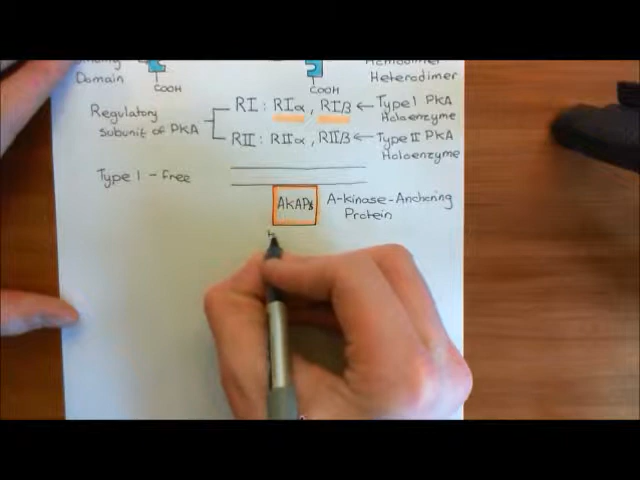 Domain
COOH
COOH
Homodimer
Heterodimer
Regulatory
subunit of PKA
RI : RIα , RIβ ← Type I PKA
Holoenzyme
RII : RIIα , RIIβ ← Type II PKA
Holoenzyme
Type I - Free
AKAPs
A-kinase-Anchoring
Protein